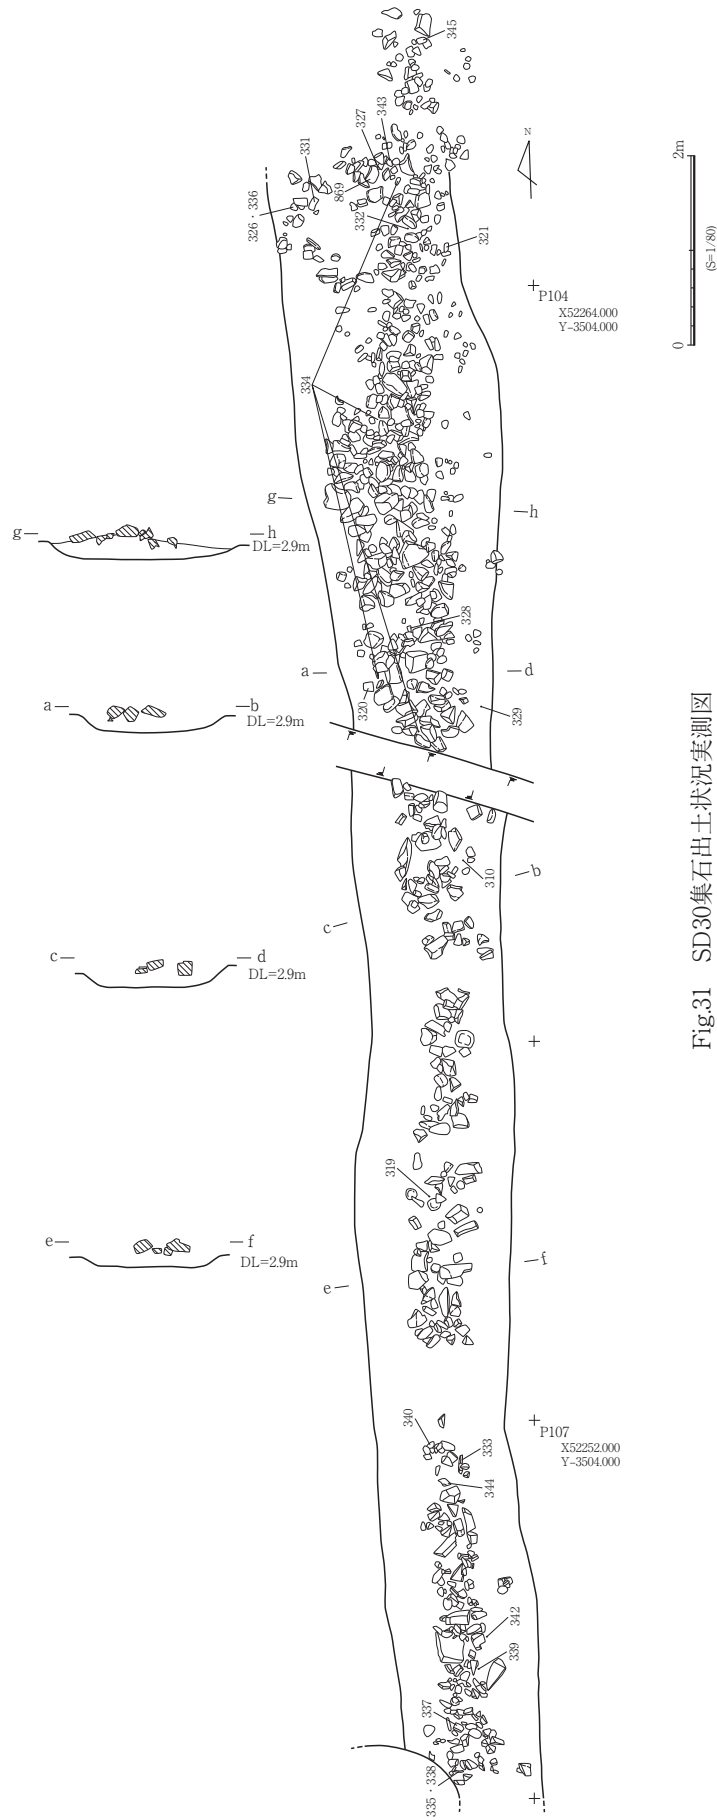 345
343
327
331
869
332
326・336
321
N
2m
(S=1/80)
0
P104
X52264.000
Y-3504.000
334
g
h
g
h
DL=2.9m
328
a
d
320
329
a
b
DL=2.9m
310
b
c
c
d
DL=2.9m
319
e
f
DL=2.9m
f
e
340
P107
X52252.000
Y-3504.000
333
344
342
339
337
335・338
Fig.31 SD30集石出土状況実測図